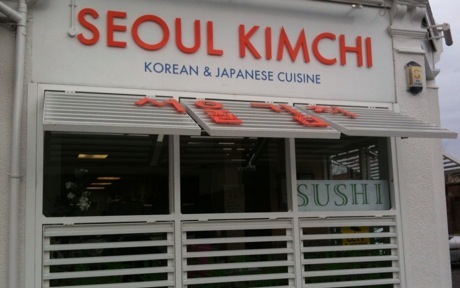 SEOUL KIMCHI
KOREAN & JAPANESE CUISINE
SUSHI